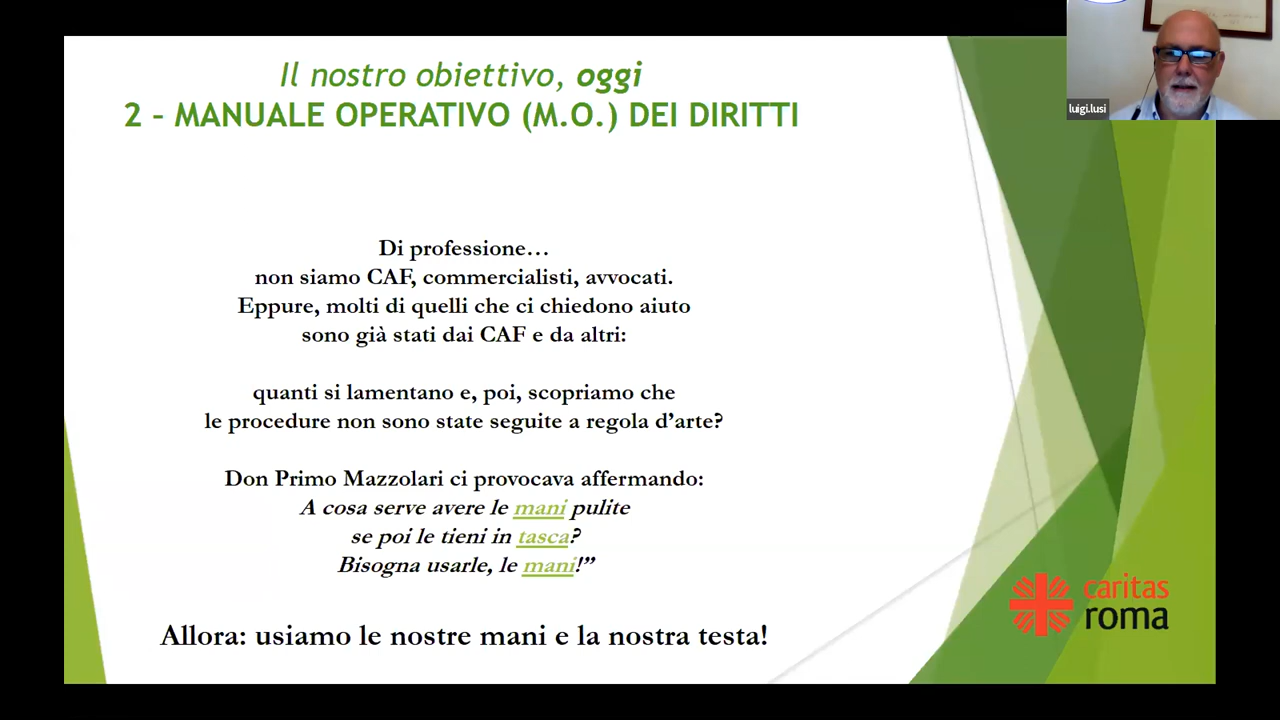 Il nostro obiettivo, oggi
2 – MANUALE OPERATIVO (M.O.) DEI DIRITTI
luigi.lusi
Di professione…
non siamo CAF, commercialisti, avvocati.
Eppure, molti di quelli che ci chiedono aiuto
sono già stati dai CAF e da altri:
quanti si lamentano e, poi, scopriamo che
le procedure non sono state seguite a regola d’arte?
Don Primo Mazzolari ci provocava affermando:
A cosa serve avere le mani pulite
se poi le tieni in tasca?
Bisogna usarle, le mani!”
Allora: usiamo le nostre mani e la nostra testa!
caritas
roma